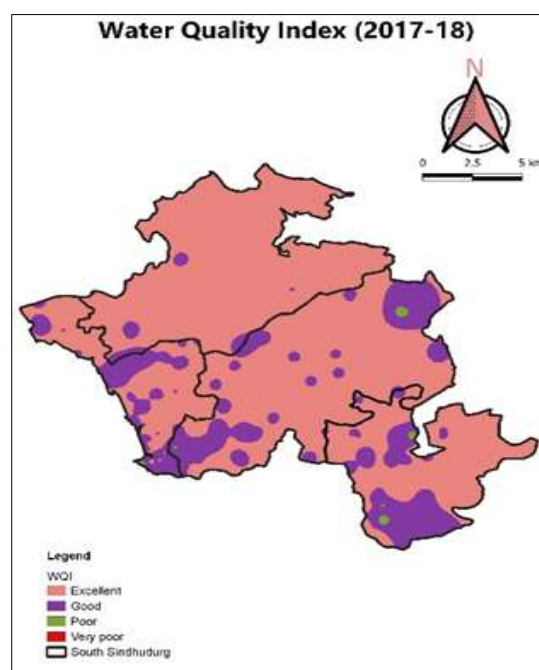 Water Quality Index (2017-18)
N
0 2.5 5 km
Legend
WQI
Excellent
Good
Poor
Very poor
South Sindhudurg